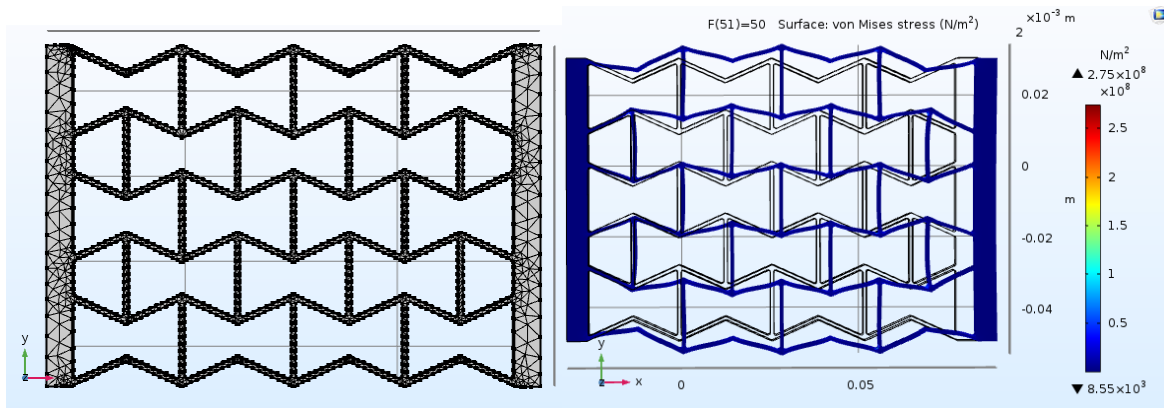 F(51)=50 Surface: von Mises stress (N/m²)
×10⁻³ m
2
N/m²
▲ 2.75×10⁸
×10⁸
0.02
2.5
0
2
m
1.5
-0.02
1
-0.04
0.5
y
z
x
0
0.05
▼ 8.55×10³
y
z